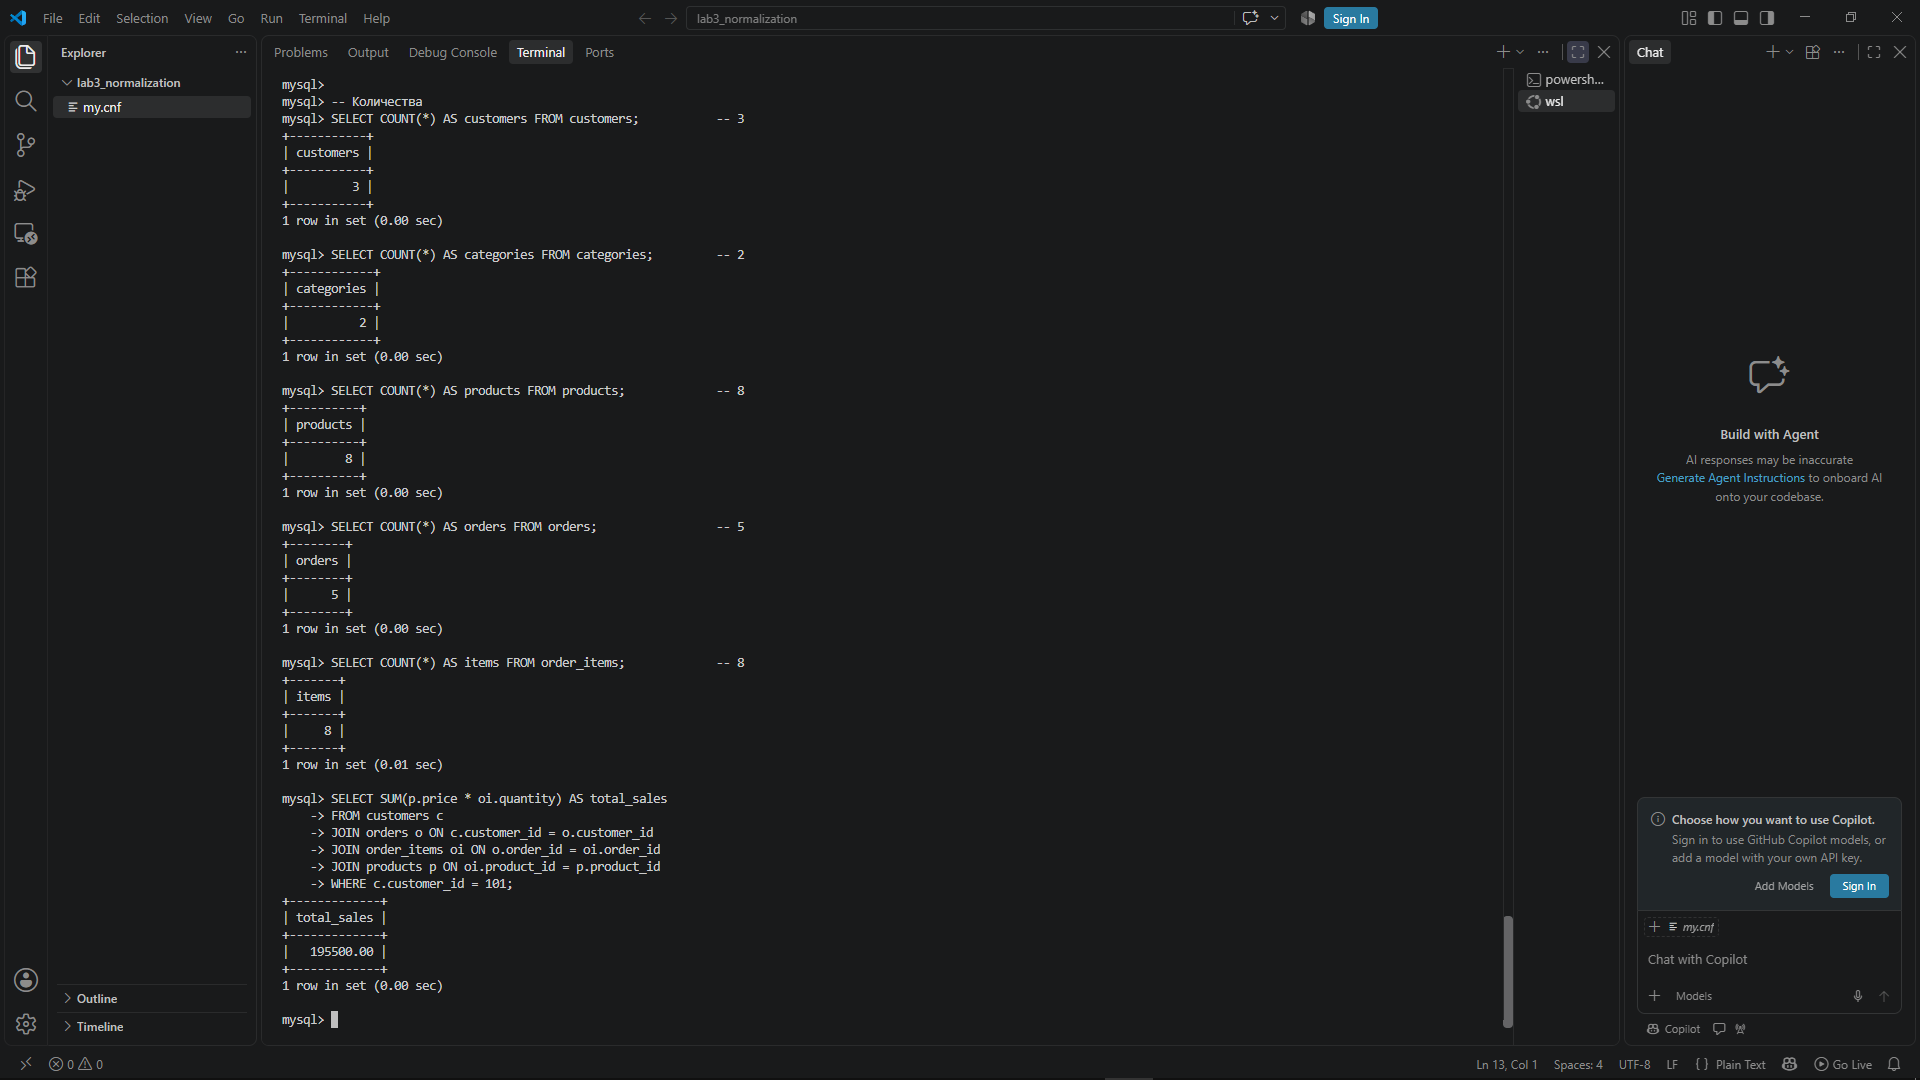 File Edit Selection View Go Run Terminal Help
lab3_normalization
Sign In
Explorer
lab3_normalization
my.cnf
Outline
Timeline
Problems Output Debug Console Terminal Ports
powersh...
wsl
mysql>
mysql> -- Количества
mysql> SELECT COUNT(*) AS customers FROM customers;           -- 3
+-----------+
| customers |
+-----------+
|         3 |
+-----------+
1 row in set (0.00 sec)
mysql> SELECT COUNT(*) AS categories FROM categories;         -- 2
+------------+
| categories |
+------------+
|          2 |
+------------+
1 row in set (0.00 sec)
mysql> SELECT COUNT(*) AS products FROM products;             -- 8
+----------+
| products |
+----------+
|        8 |
+----------+
1 row in set (0.00 sec)
mysql> SELECT COUNT(*) AS orders FROM orders;                 -- 5
+--------+
| orders |
+--------+
|      5 |
+--------+
1 row in set (0.00 sec)
mysql> SELECT COUNT(*) AS items FROM order_items;             -- 8
+-------+
| items |
+-------+
|     8 |
+-------+
1 row in set (0.01 sec)
mysql> SELECT SUM(p.price * oi.quantity) AS total_sales
    -> FROM customers c
    -> JOIN orders o ON c.customer_id = o.customer_id
    -> JOIN order_items oi ON o.order_id = oi.order_id
    -> JOIN products p ON oi.product_id = p.product_id
    -> WHERE c.customer_id = 101;
+-------------+
| total_sales |
+-------------+
|   195500.00 |
+-------------+
1 row in set (0.00 sec)
mysql>
Chat
Build with Agent
AI responses may be inaccurate
Generate Agent Instructions to onboard AI
onto your codebase.
Choose how you want to use Copilot.
Sign in to use GitHub Copilot models, or
add a model with your own API key.
Add Models Sign In
my.cnf
Chat with Copilot
Models
Copilot
0 0
Ln 13, Col 1 Spaces: 4 UTF-8 LF { } Plain Text Go Live